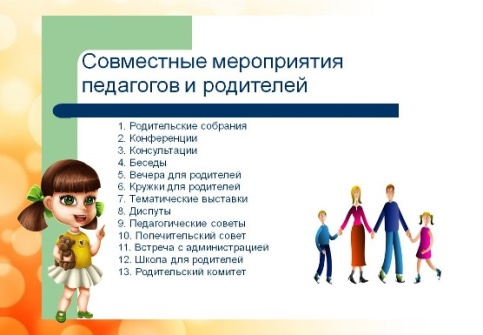 Совместные мероприятия
педагогов и родителей
1. Родительские собрания
2. Конференции
3. Консультации
4. Беседы
5. Вечера для родителей
6. Кружки для родителей
7. Тематические выставки
8. Диспуты
9. Педагогические советы
10. Попечительский совет
11. Встреча с администрацией
12. Школа для родителей
13. Родительский комитет